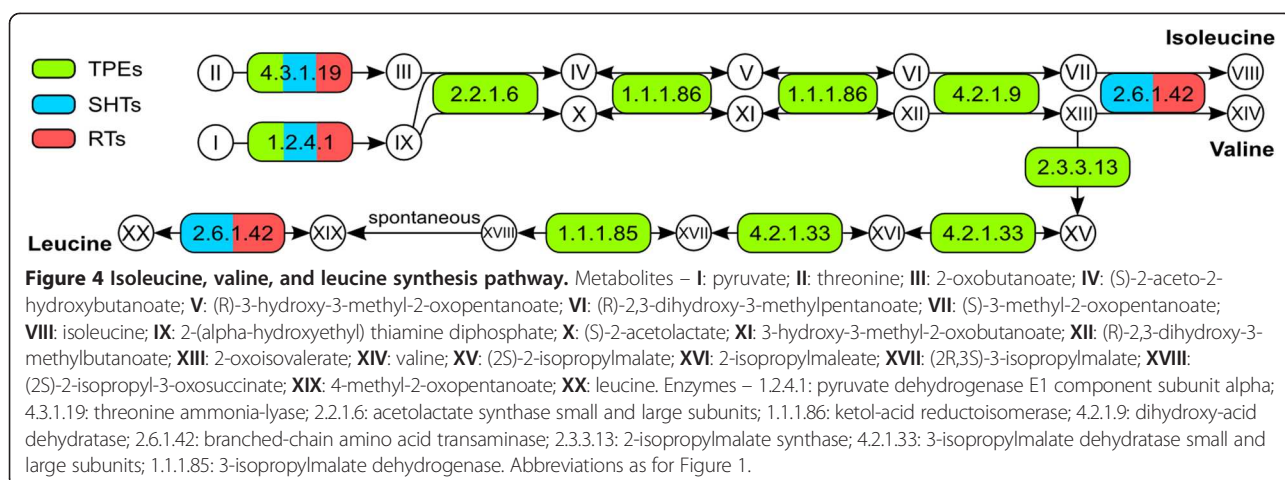 TPEs
SHTs
RTs
Isoleucine
II 4.3.1.19 III IV V VI VII VIII
2.2.1.6 1.1.1.86 1.1.1.86 4.2.1.9 2.6.1.42
I 1.2.4.1 IX X XI XII XIII XIV
Valine
2.3.3.13
spontaneous
Leucine XX 2.6.1.42 XIX XVIII 1.1.1.85 XVII 4.2.1.33 XVI 4.2.1.33 XV
Figure 4 Isoleucine, valine, and leucine synthesis pathway. Metabolites – I: pyruvate; II: threonine; III: 2-oxobutanoate; IV: (S)-2-aceto-2-
hydroxybutanoate; V: (R)-3-hydroxy-3-methyl-2-oxopentanoate; VI: (R)-2,3-dihydroxy-3-methylpentanoate; VII: (S)-3-methyl-2-oxopentanoate;
VIII: isoleucine; IX: 2-(alpha-hydroxyethyl) thiamine diphosphate; X: (S)-2-acetolactate; XI: 3-hydroxy-3-methyl-2-oxobutanoate; XII: (R)-2,3-dihydroxy-3-
methylbutanoate; XIII: 2-oxoisovalerate; XIV: valine; XV: (2S)-2-isopropylmalate; XVI: 2-isopropylmaleate; XVII: (2R,3S)-3-isopropylmalate; XVIII:
(2S)-2-isopropyl-3-oxosuccinate; XIX: 4-methyl-2-oxopentanoate; XX: leucine. Enzymes – 1.2.4.1: pyruvate dehydrogenase E1 component subunit alpha;
4.3.1.19: threonine ammonia-lyase; 2.2.1.6: acetolactate synthase small and large subunits; 1.1.1.86: ketol-acid reductoisomerase; 4.2.1.9: dihydroxy-acid
dehydratase; 2.6.1.42: branched-chain amino acid transaminase; 2.3.3.13: 2-isopropylmalate synthase; 4.2.1.33: 3-isopropylmalate dehydratase small and
large subunits; 1.1.1.85: 3-isopropylmalate dehydrogenase. Abbreviations as for Figure 1.